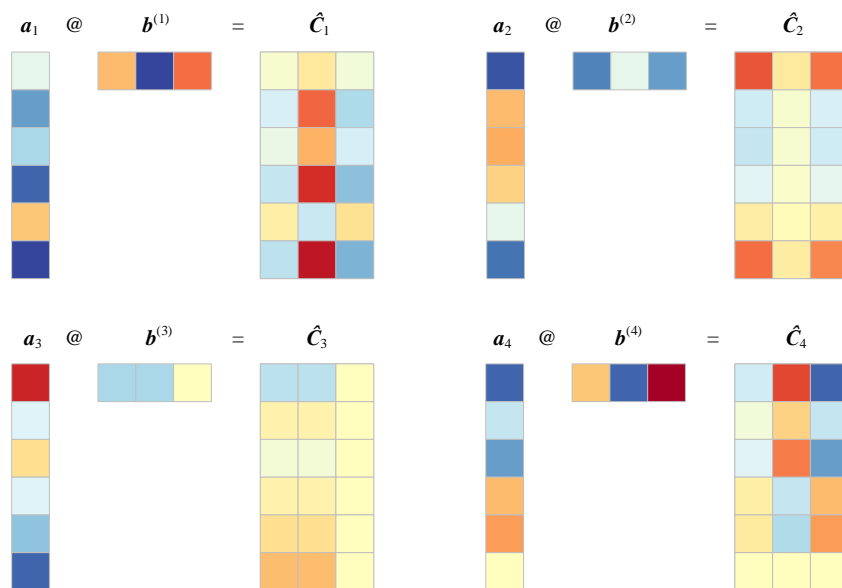 a₁ @ b⁽¹⁾ = Ĉ₁ a₂ @ b⁽²⁾ = Ĉ₂
a₃ @ b⁽³⁾ = Ĉ₃ a₄ @ b⁽⁴⁾ = Ĉ₄